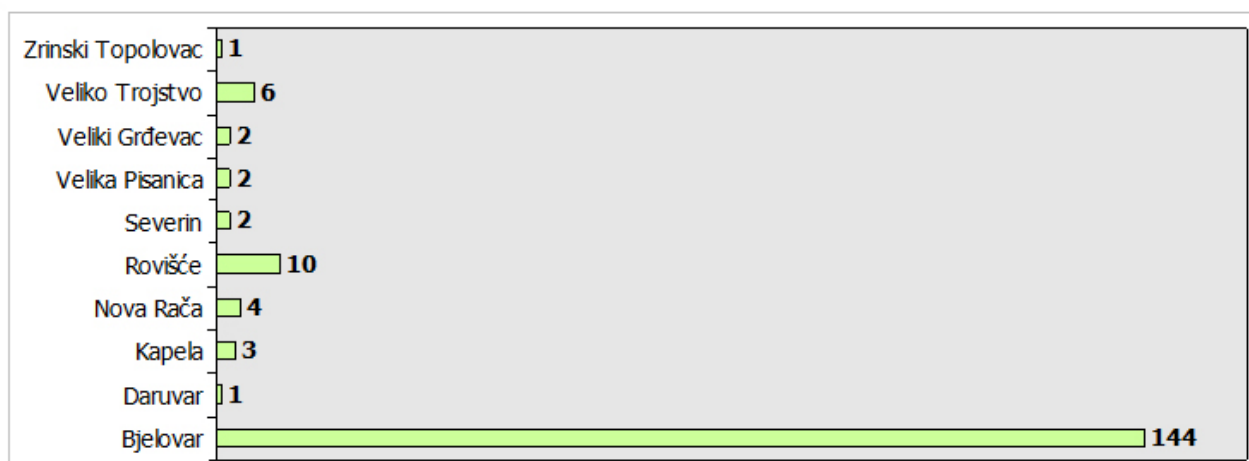 Zrinski Topolovac 1
Veliko Trojstvo 6
Veliki Grđevac 2
Velika Pisanica 2
Severin 2
Rovišće 10
Nova Rača 4
Kapela 3
Daruvar 1
Bjelovar 144